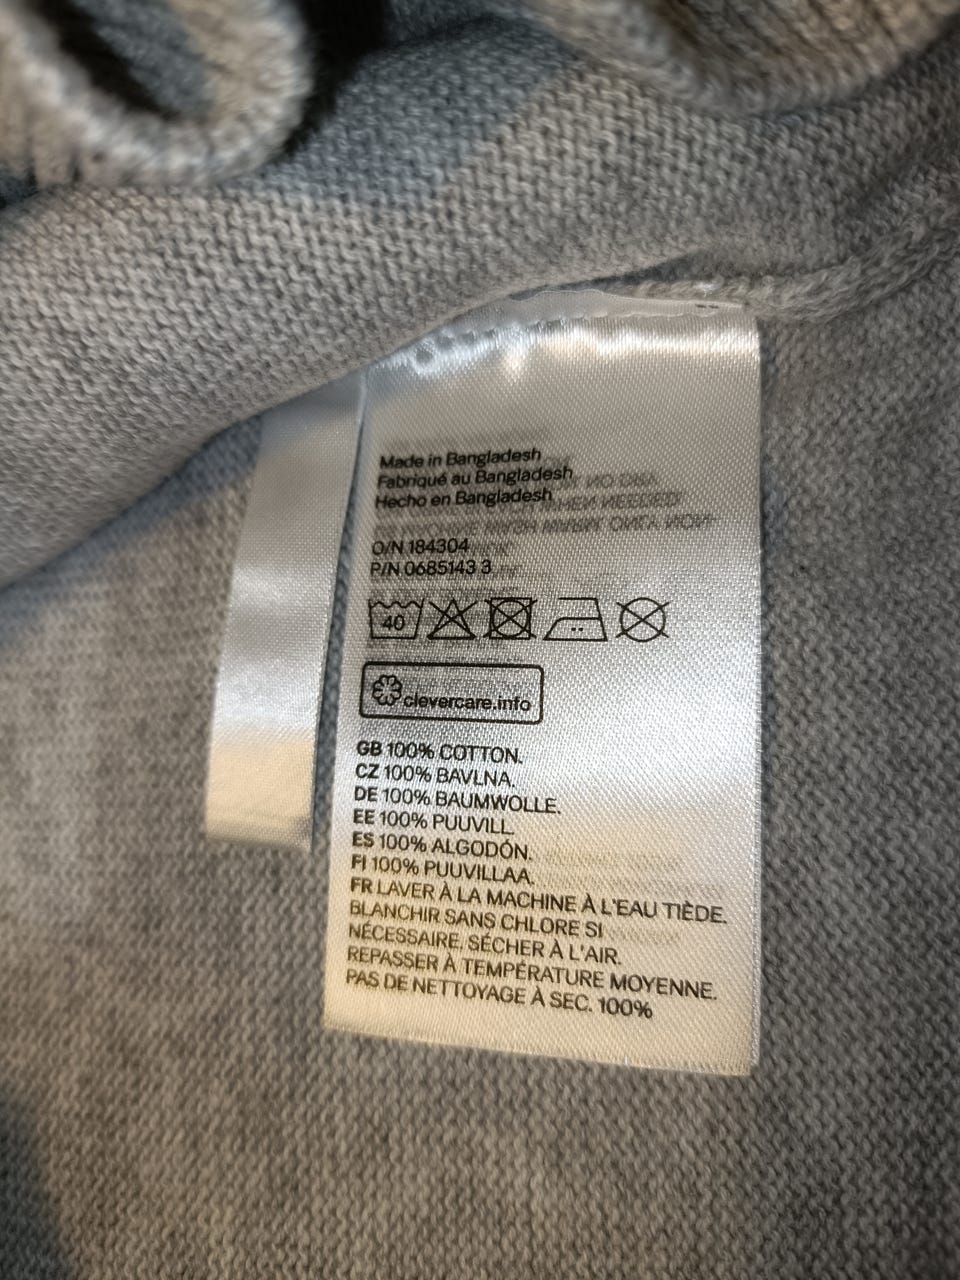 Made in Bangladesh
Fabriqué au Bangladesh
Hecho en Bangladesh
O/N 184304
P/N 0685143 3
40
clevercare.info
GB 100% COTTON.
CZ 100% BAVLNA.
DE 100% BAUMWOLLE.
EE 100% PUUVILL.
ES 100% ALGODÓN.
FI 100% PUUVILLAA.
FR LAVER À LA MACHINE À L'EAU TIÈDE.
BLANCHIR SANS CHLORE SI
NÉCESSAIRE. SÉCHER À L'AIR.
REPASSER À TEMPÉRATURE MOYENNE.
PAS DE NETTOYAGE À SEC. 100%